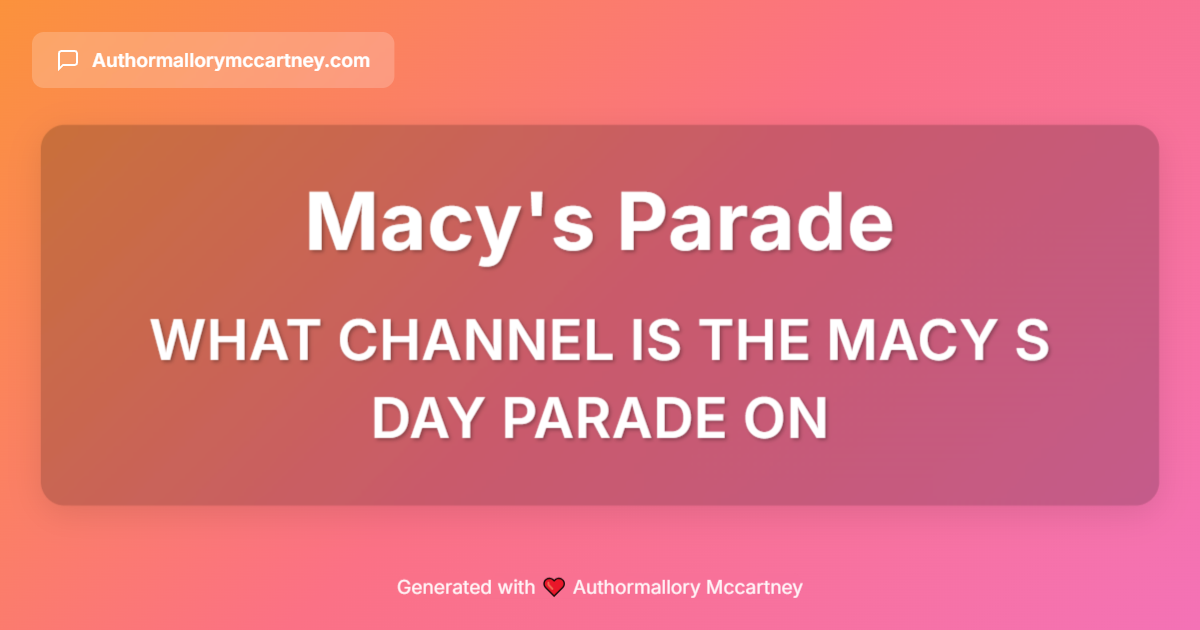 Authormallorymccartney.com
Macy's Parade
WHAT CHANNEL IS THE MACY S
DAY PARADE ON
Generated with ❤️ Authormallory Mccartney